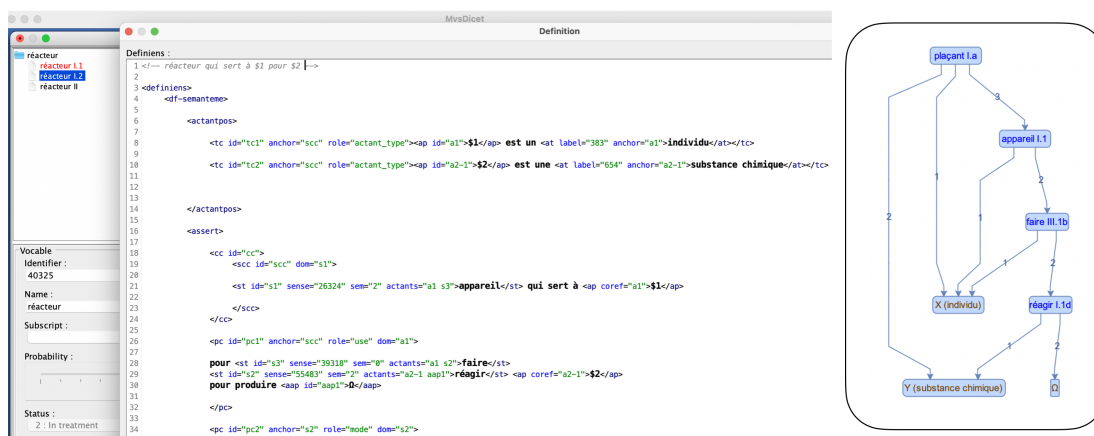 MvsDicet
Definition
réacteur
réacteur I.1
réacteur I.2
réacteur II
Vocable
Identifier :
40325
Name :
réacteur
Subscript :
Probability :
Status :
2 : In treatment
Definiens :
1 <!-- réacteur qui sert à $1 pour $2 -->
2
3 <definiens>
4 <df-semanteme>
5
6 <actantpos>
7
8 <tc id="tc1" anchor="scc" role="actant_type"><ap id="a1">$1</ap> est un <at label="383" anchor="a1">individu</at></tc>
9
10 <tc id="tc2" anchor="scc" role="actant_type"><ap id="a2-1">$2</ap> est une <at label="654" anchor="a2-1">substance chimique</at></tc>
11
12
13
14 </actantpos>
15
16 <assert>
17
18 <cc id="cc">
19 <scc id="scc" dom="s1">
20
21 <st id="s1" sense="26324" sem="2" actants="a1 s3">appareil</st> qui sert à <ap coref="a1">$1</ap>
22
23 </scc>
24 </cc>
25
26 <pc id="pc1" anchor="scc" role="use" dom="a1">
27
28 pour <st id="s3" sense="39318" sem="0" actants="a1 s2">faire</st>
29 <st id="s2" sense="55483" sem="2" actants="a2-1 aap1">réagir</st> <ap coref="a2-1">$2</ap>
30 pour produire <aap id="aap1">Ω</aap>
31
32 </pc>
33
34 <pc id="pc2" anchor="s2" role="mode" dom="s2">
plaçant I.a
3
appareil I.1
1
2
2
1
faire III.1b
1
2
X (individu)
réagir I.1d
1
2
Y (substance chimique)
Ω